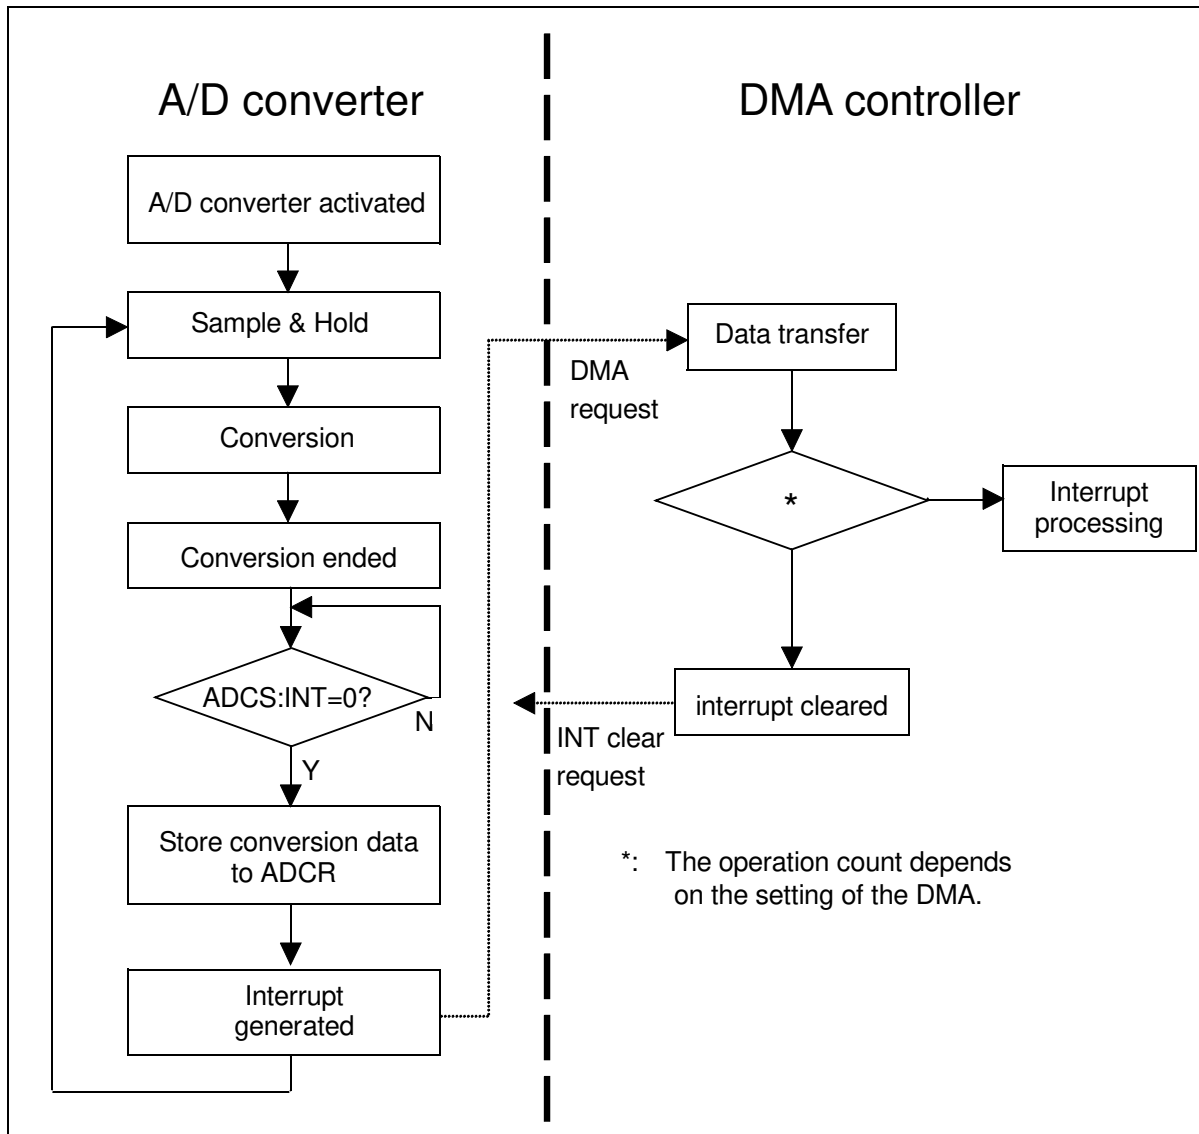 A/D converter
A/D converter activated
Sample & Hold
Conversion
Conversion ended
ADCS:INT=0?
N
Y
Store conversion data
to ADCR
Interrupt
generated
DMA controller
DMA
request
Data transfer
*
Interrupt
processing
interrupt cleared
INT clear
request
*: The operation count depends
on the setting of the DMA.